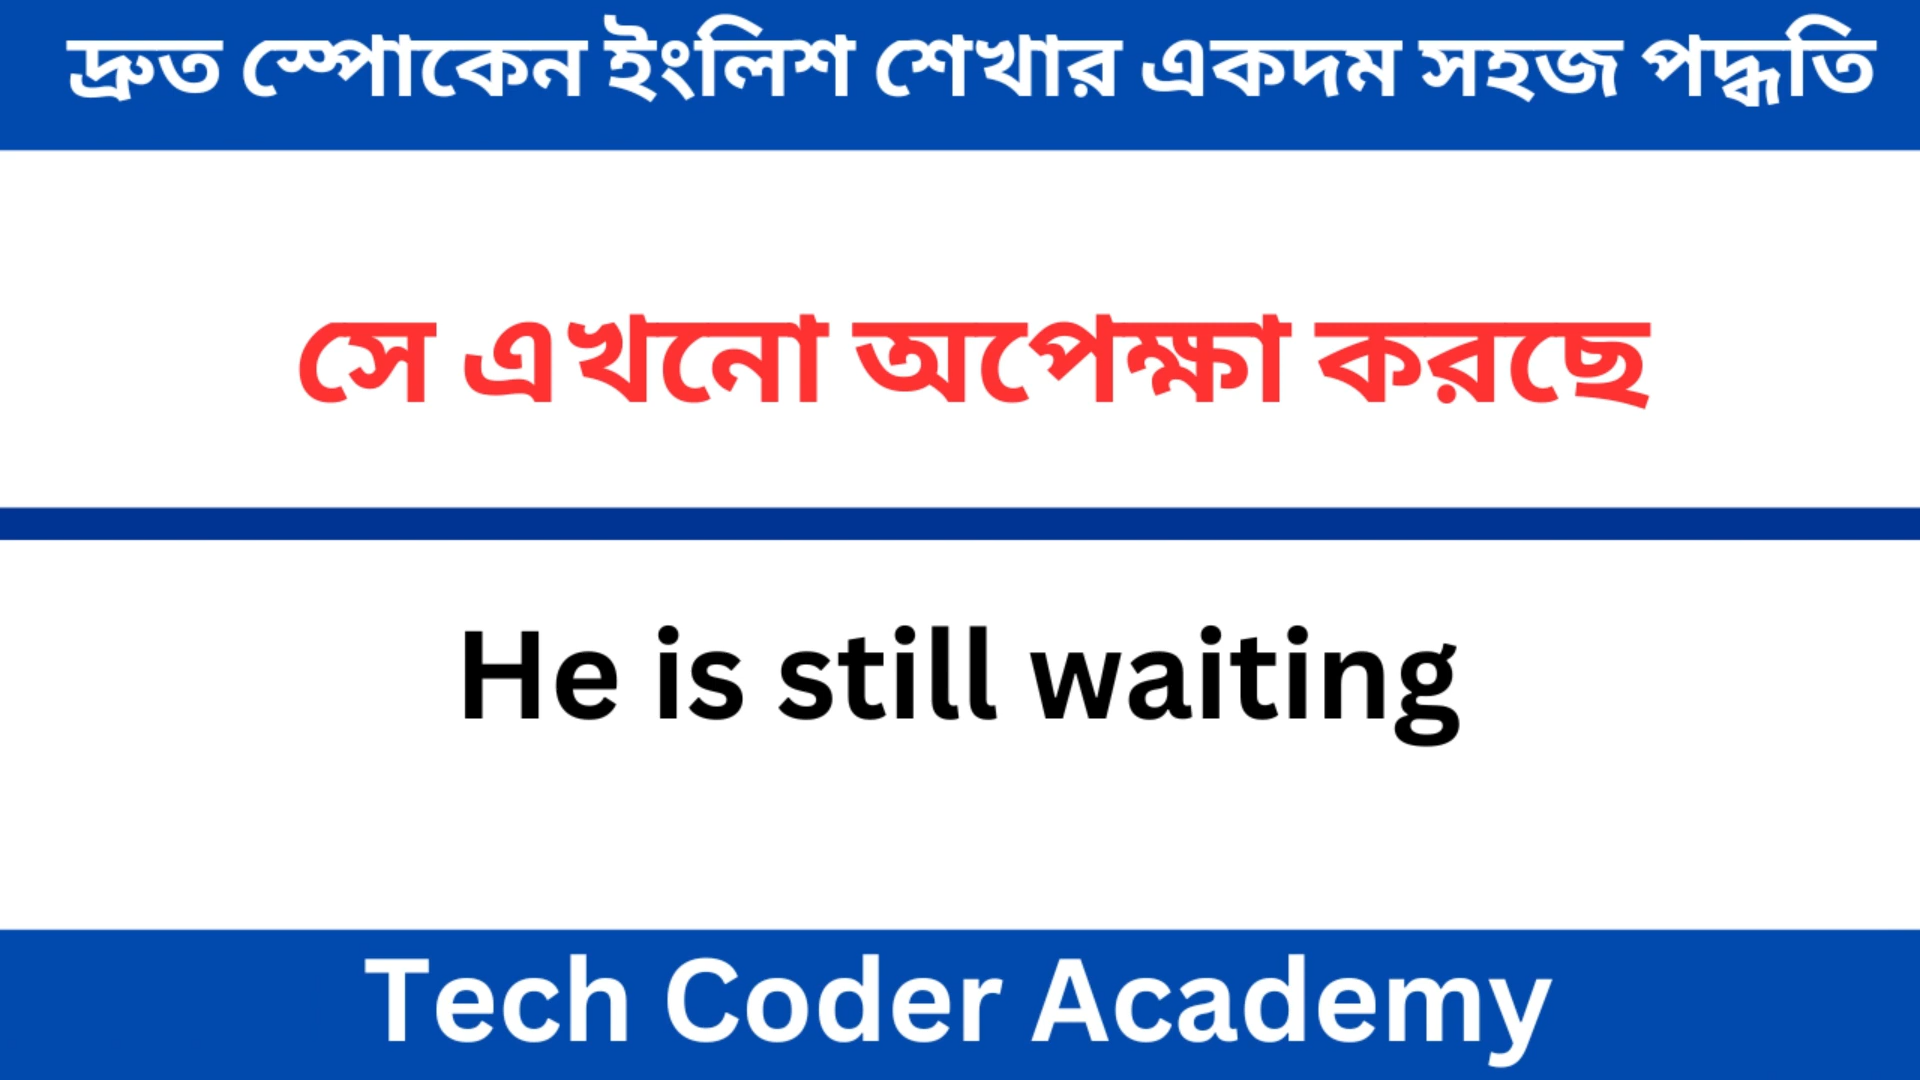 দ্রুত স্পোকেন ইংলিশ শেখার একদম সহজ পদ্ধতি
সে এখনো অপেক্ষা করছে
He is still waiting
Tech Coder Academy